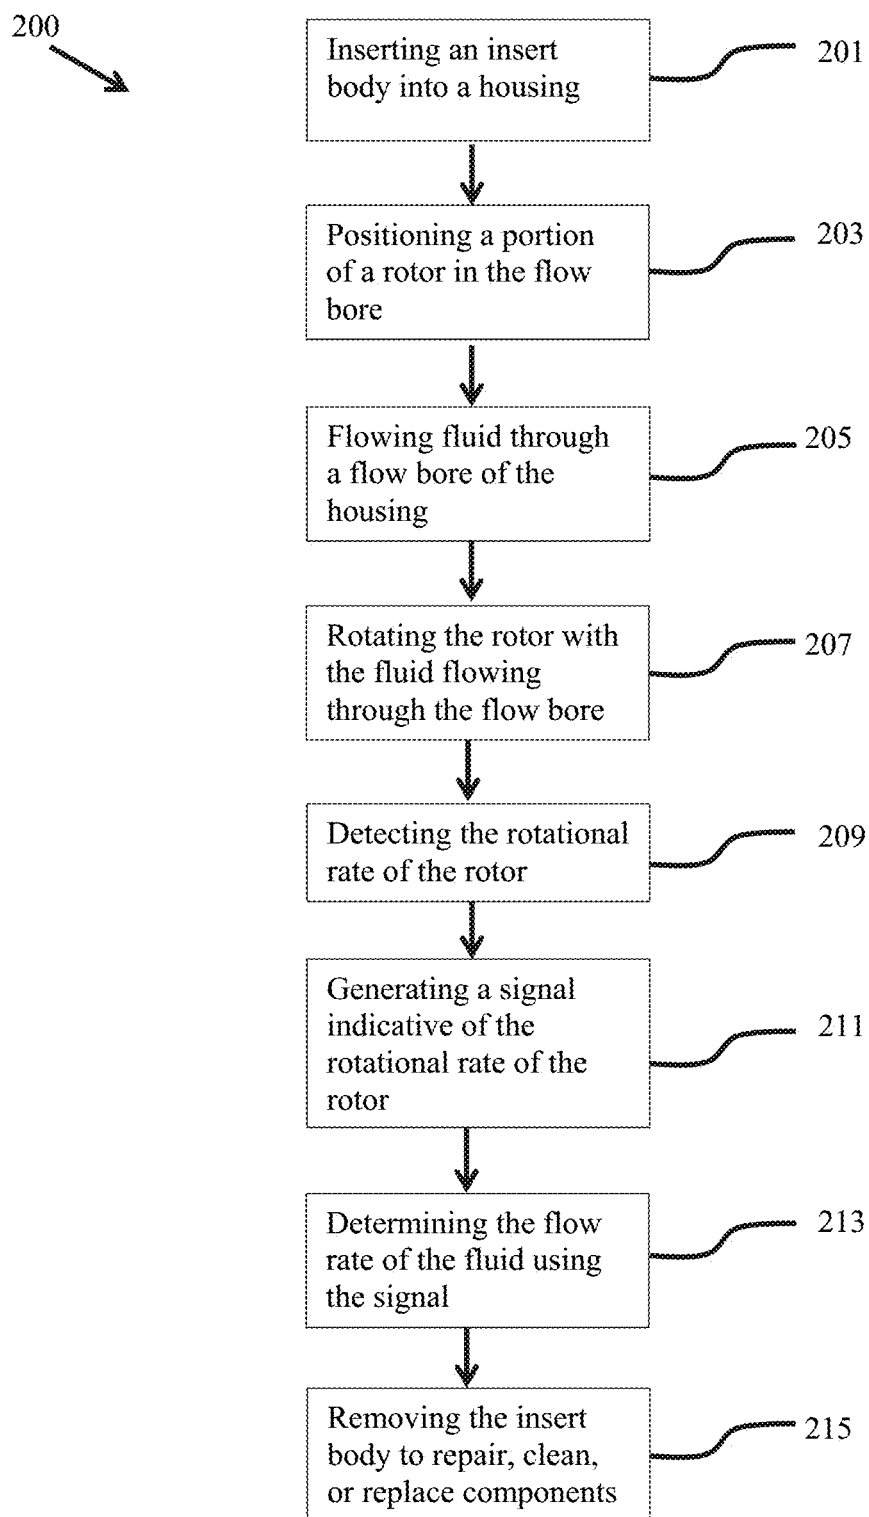 200
Inserting an insert
body into a housing
201
Positioning a portion
of a rotor in the flow
bore
203
Flowing fluid through
a flow bore of the
housing
205
Rotating the rotor with
the fluid flowing
through the flow bore
207
Detecting the rotational
rate of the rotor
209
Generating a signal
indicative of the
rotational rate of the
rotor
211
Determining the flow
rate of the fluid using
the signal
213
Removing the insert
body to repair, clean,
or replace components
215